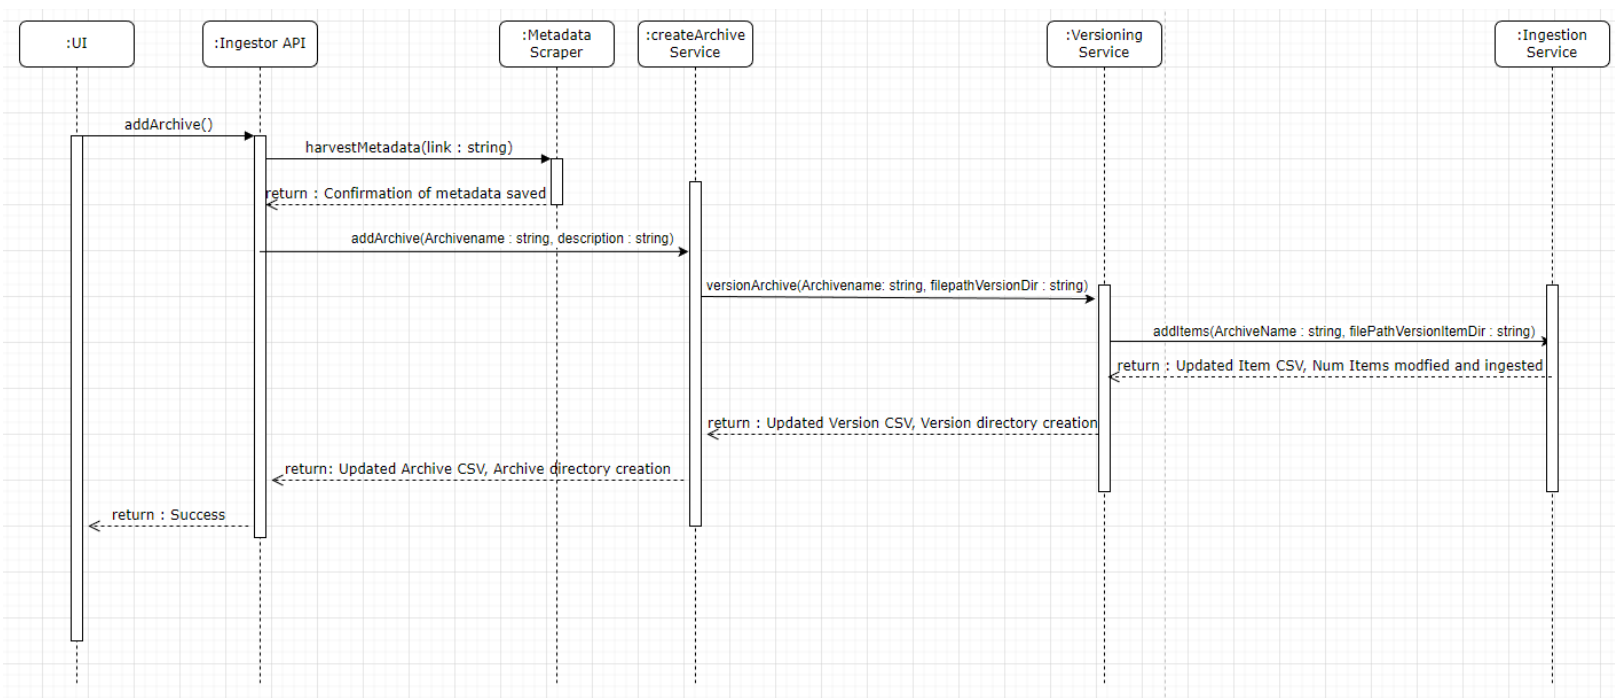 :UI
:Ingestor API
:Metadata
Scraper
:createArchive
Service
:Versioning
Service
:Ingestion
Service
addArchive()
harvestMetadata(link : string)
return : Confirmation of metadata saved
addArchive(Archivename : string, description : string)
versionArchive(Archivename: string, filepathVersionDir : string)
addItems(ArchiveName : string, filePathVersionItemDir : string)
return : Updated Item CSV, Num Items modfied and ingested
return : Updated Version CSV, Version directory creation
return: Updated Archive CSV, Archive directory creation
return : Success